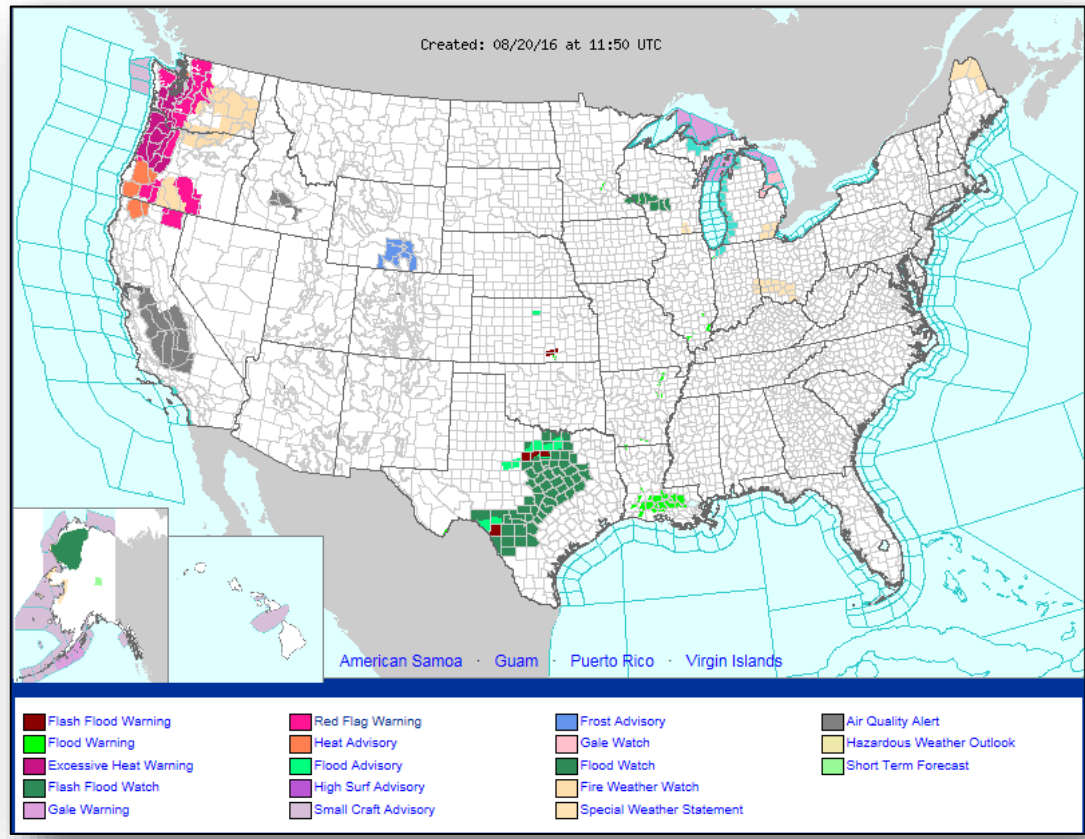 Created: 08/20/16 at 11:50 UTC
American Samoa · Guam · Puerto Rico · Virgin Islands
Flash Flood Warning
Red Flag Warning
Frost Advisory
Air Quality Alert
Flood Warning
Heat Advisory
Gale Watch
Hazardous Weather Outlook
Excessive Heat Warning
Flood Advisory
Flood Watch
Short Term Forecast
Flash Flood Watch
High Surf Advisory
Fire Weather Watch
Gale Warning
Small Craft Advisory
Special Weather Statement